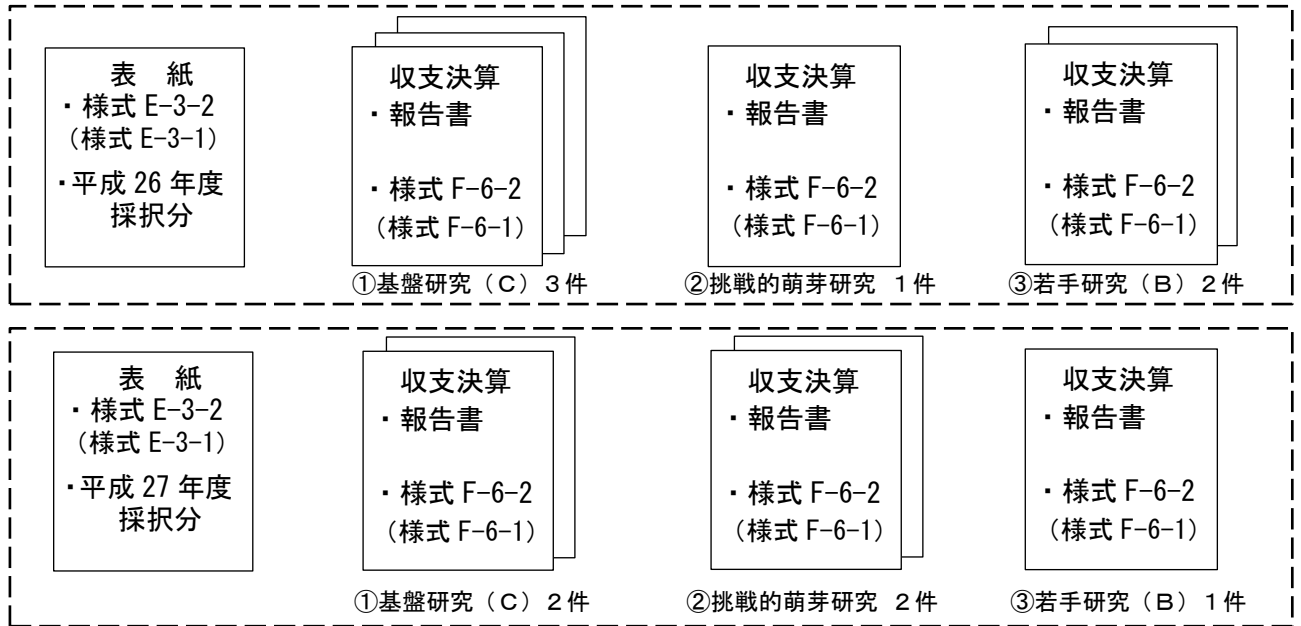 表　紙
・様式 E-3-2
(様式 E-3-1)
・平成 26 年度
採択分
収支決算
・報告書
・様式 F-6-2
(様式 F-6-1)
①基盤研究（C）３件
収支決算
・報告書
・様式 F-6-2
(様式 F-6-1)
②挑戦的萌芽研究 １件
収支決算
・報告書
・様式 F-6-2
(様式 F-6-1)
③若手研究（B）２件
表　紙
・様式 E-3-2
(様式 E-3-1)
・平成 27 年度
採択分
収支決算
・報告書
・様式 F-6-2
(様式 F-6-1)
①基盤研究（C）２件
収支決算
・報告書
・様式 F-6-2
(様式 F-6-1)
②挑戦的萌芽研究 ２件
収支決算
・報告書
・様式 F-6-2
(様式 F-6-1)
③若手研究（B）１件